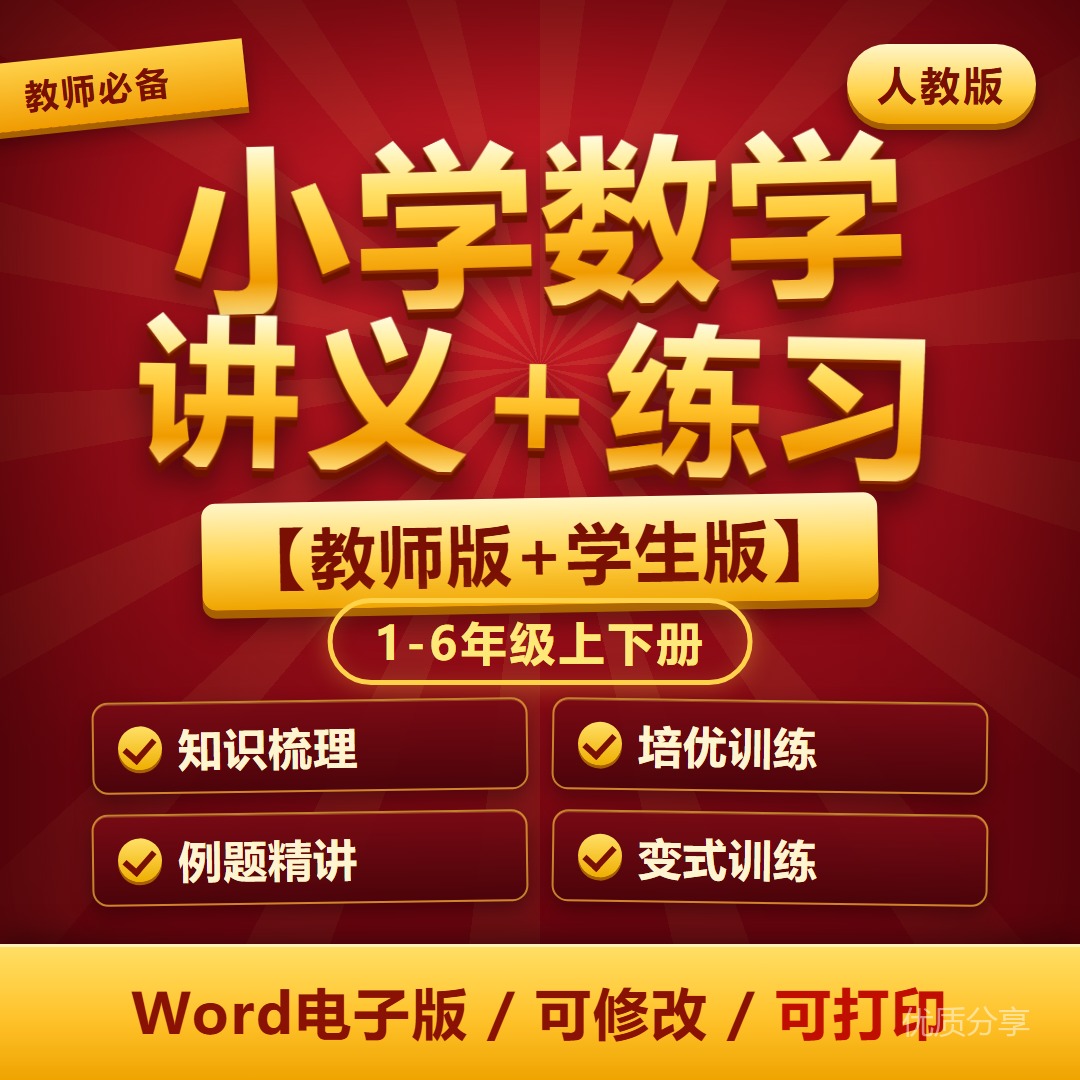 教师必备
人教版
小学数学
讲义+练习
【教师版+学生版】
1-6年级上下册
知识梳理
培优训练
例题精讲
变式训练
Word电子版 / 可修改 / 可打印
优质分享